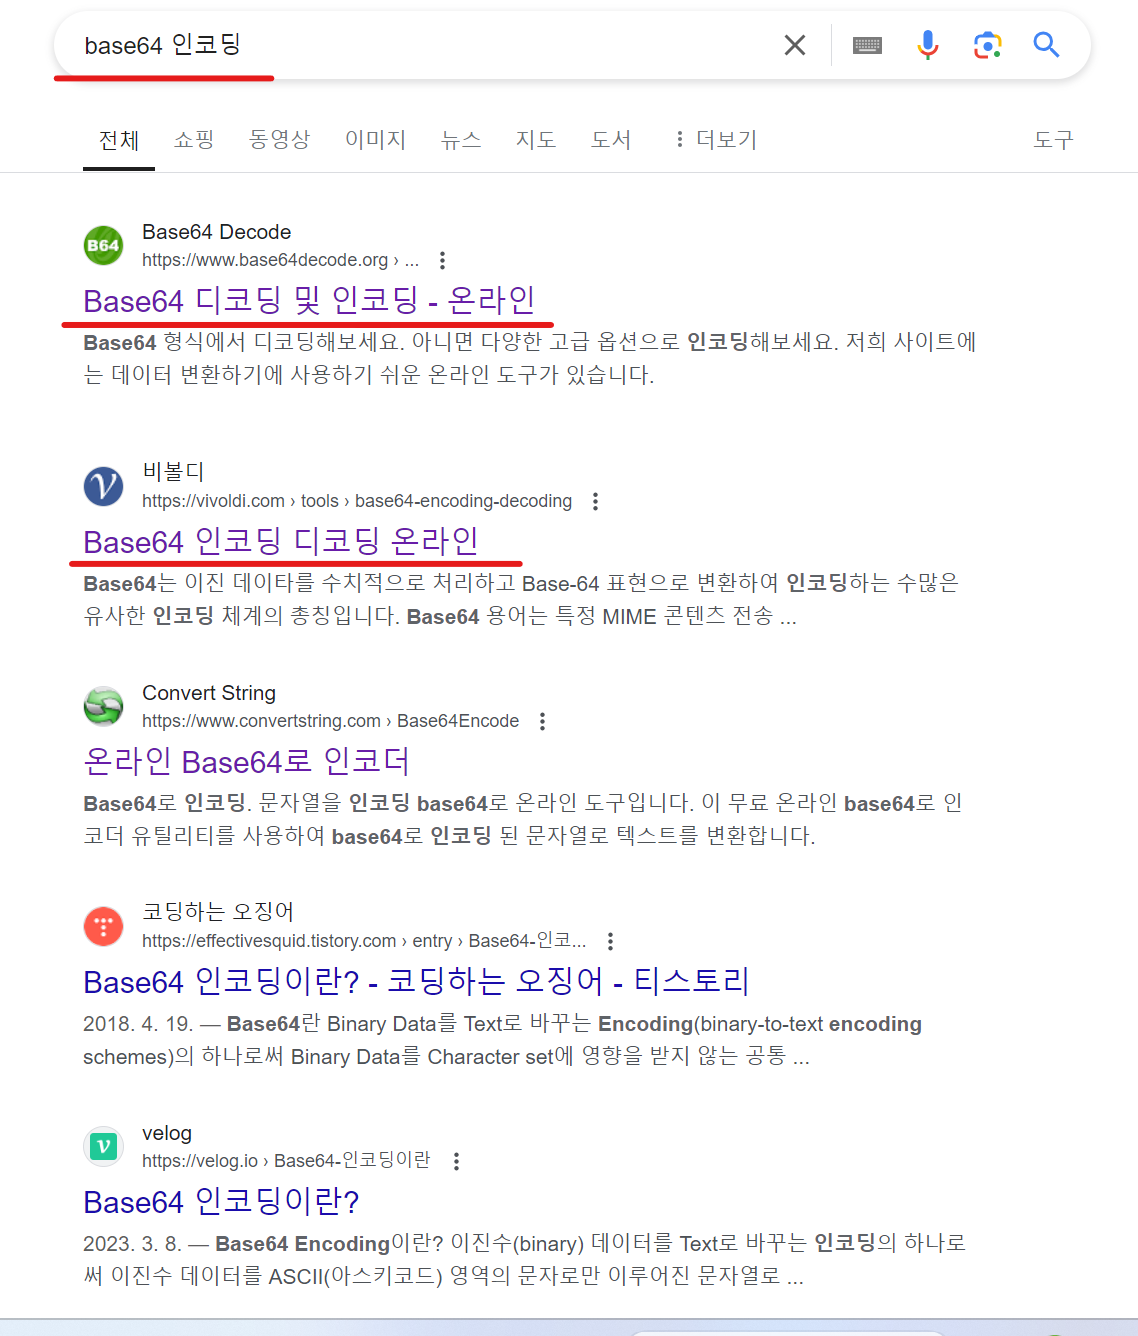 base64 인코딩
전체 쇼핑 동영상 이미지 뉴스 지도 도서 더보기 도구
B64
Base64 Decode
https://www.base64decode.org › ...
Base64 디코딩 및 인코딩 - 온라인
Base64 형식에서 디코딩해보세요. 아니면 다양한 고급 옵션으로 인코딩해보세요. 저희 사이트에
는 데이터 변환하기에 사용하기 쉬운 온라인 도구가 있습니다.
비볼디
https://vivoldi.com › tools › base64-encoding-decoding
Base64 인코딩 디코딩 온라인
Base64는 이진 데이타를 수치적으로 처리하고 Base-64 표현으로 변환하여 인코딩하는 수많은
유사한 인코딩 체계의 총칭입니다. Base64 용어는 특정 MIME 콘텐츠 전송 ...
Convert String
https://www.convertstring.com › Base64Encode
온라인 Base64로 인코더
Base64로 인코딩. 문자열을 인코딩 base64로 온라인 도구입니다. 이 무료 온라인 base64로 인
코더 유틸리티를 사용하여 base64로 인코딩 된 문자열로 텍스트를 변환합니다.
코딩하는 오징어
https://effectivesquid.tistory.com › entry › Base64-인코...
Base64 인코딩이란? - 코딩하는 오징어 - 티스토리
2018. 4. 19. — Base64란 Binary Data를 Text로 바꾸는 Encoding(binary-to-text encoding
schemes)의 하나로써 Binary Data를 Character set에 영향을 받지 않는 공통 ...
velog
https://velog.io › Base64-인코딩이란
Base64 인코딩이란?
2023. 3. 8. — Base64 Encoding이란? 이진수(binary) 데이터를 Text로 바꾸는 인코딩의 하나로
써 이진수 데이터를 ASCII(아스키코드) 영역의 문자로만 이루어진 문자열로 ...